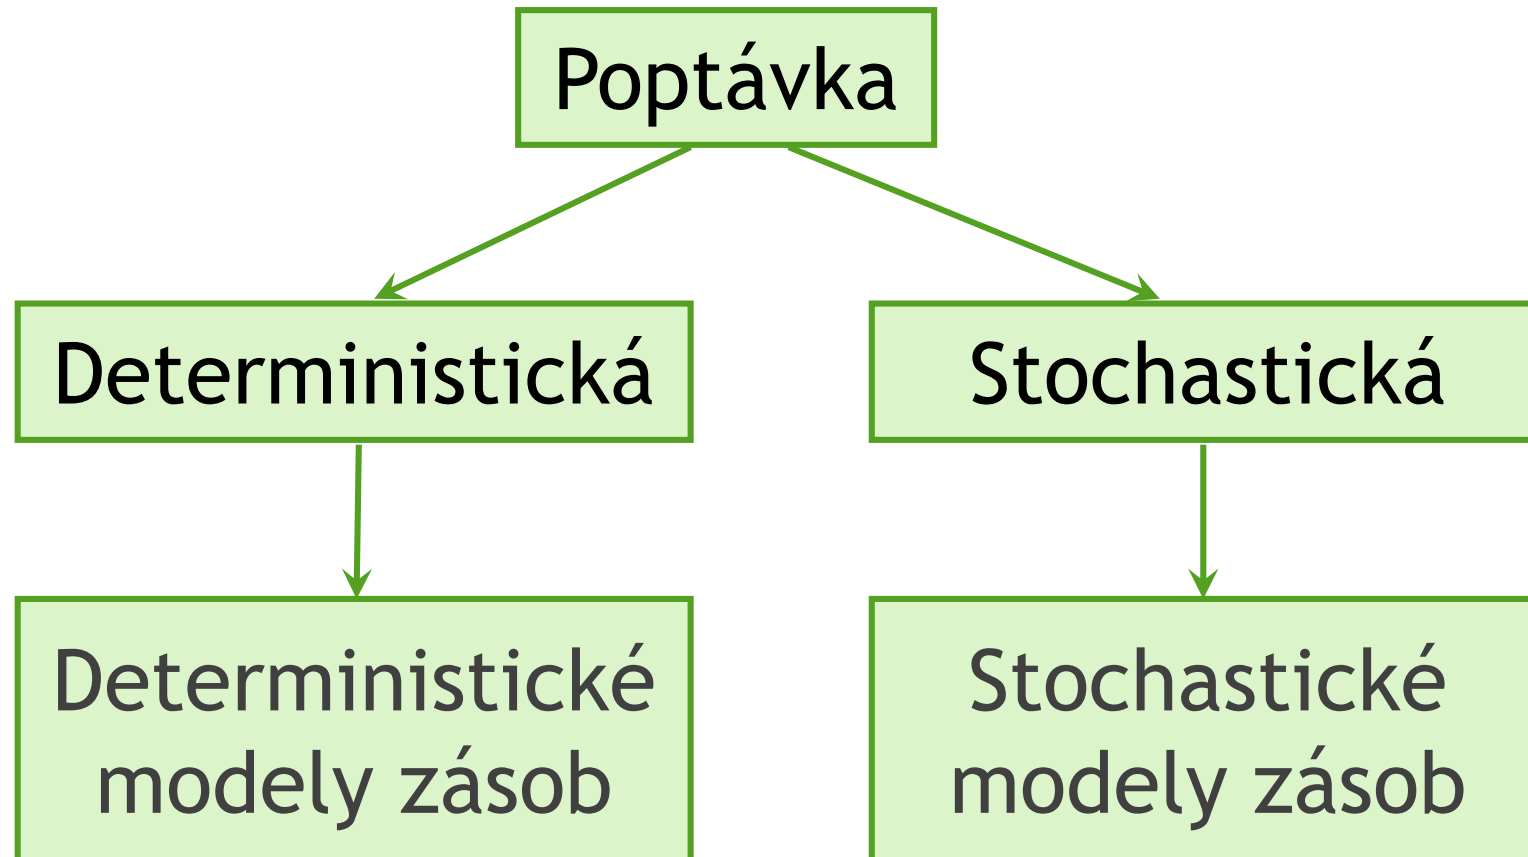 Poptávka
Deterministická
Stochastická
Deterministické
modely zásob
Stochastické
modely zásob